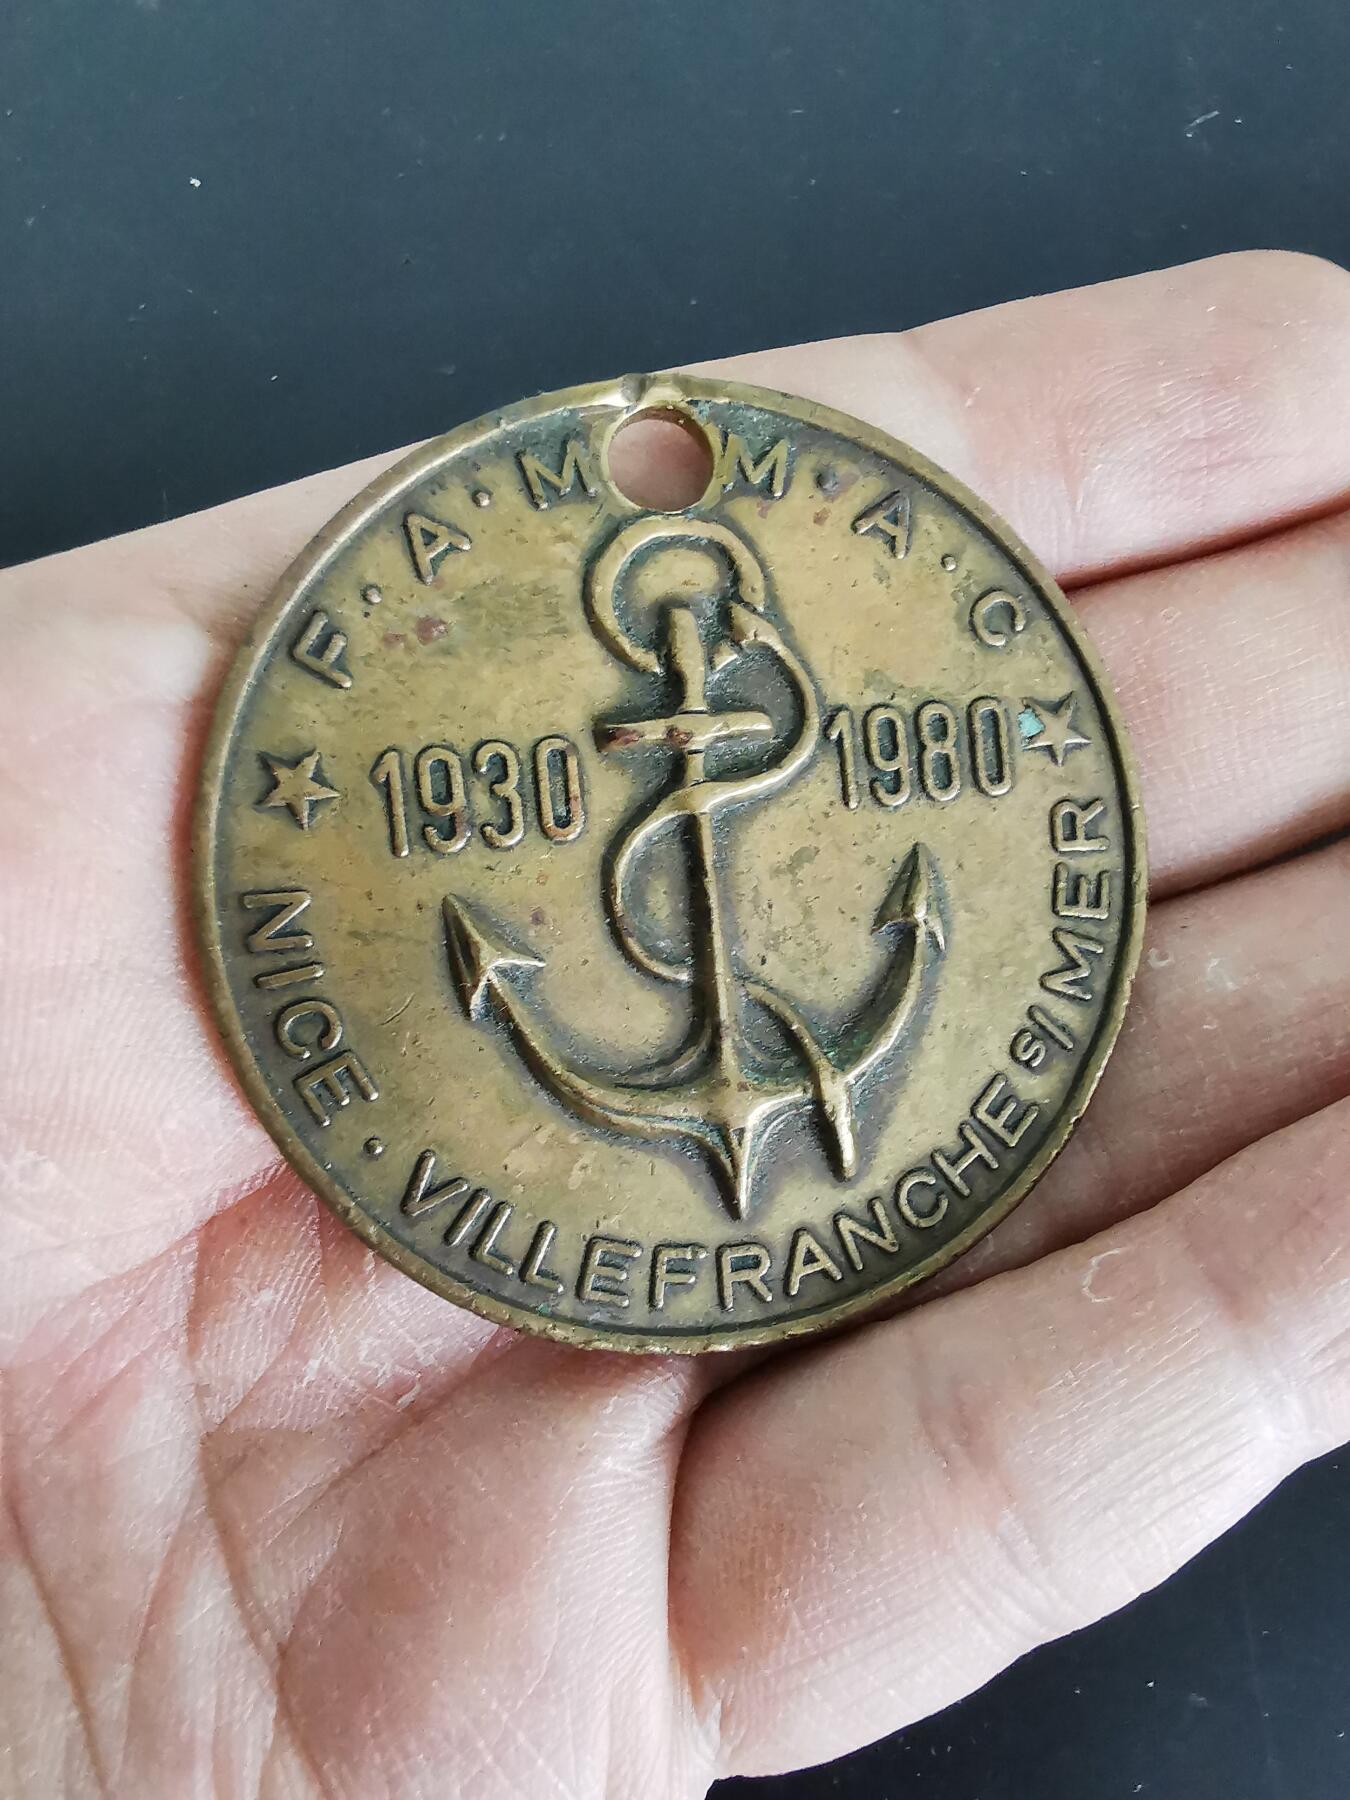 F·A·M M·A·C
1930 1980
NICE·VILLEFRANCHE S/MER